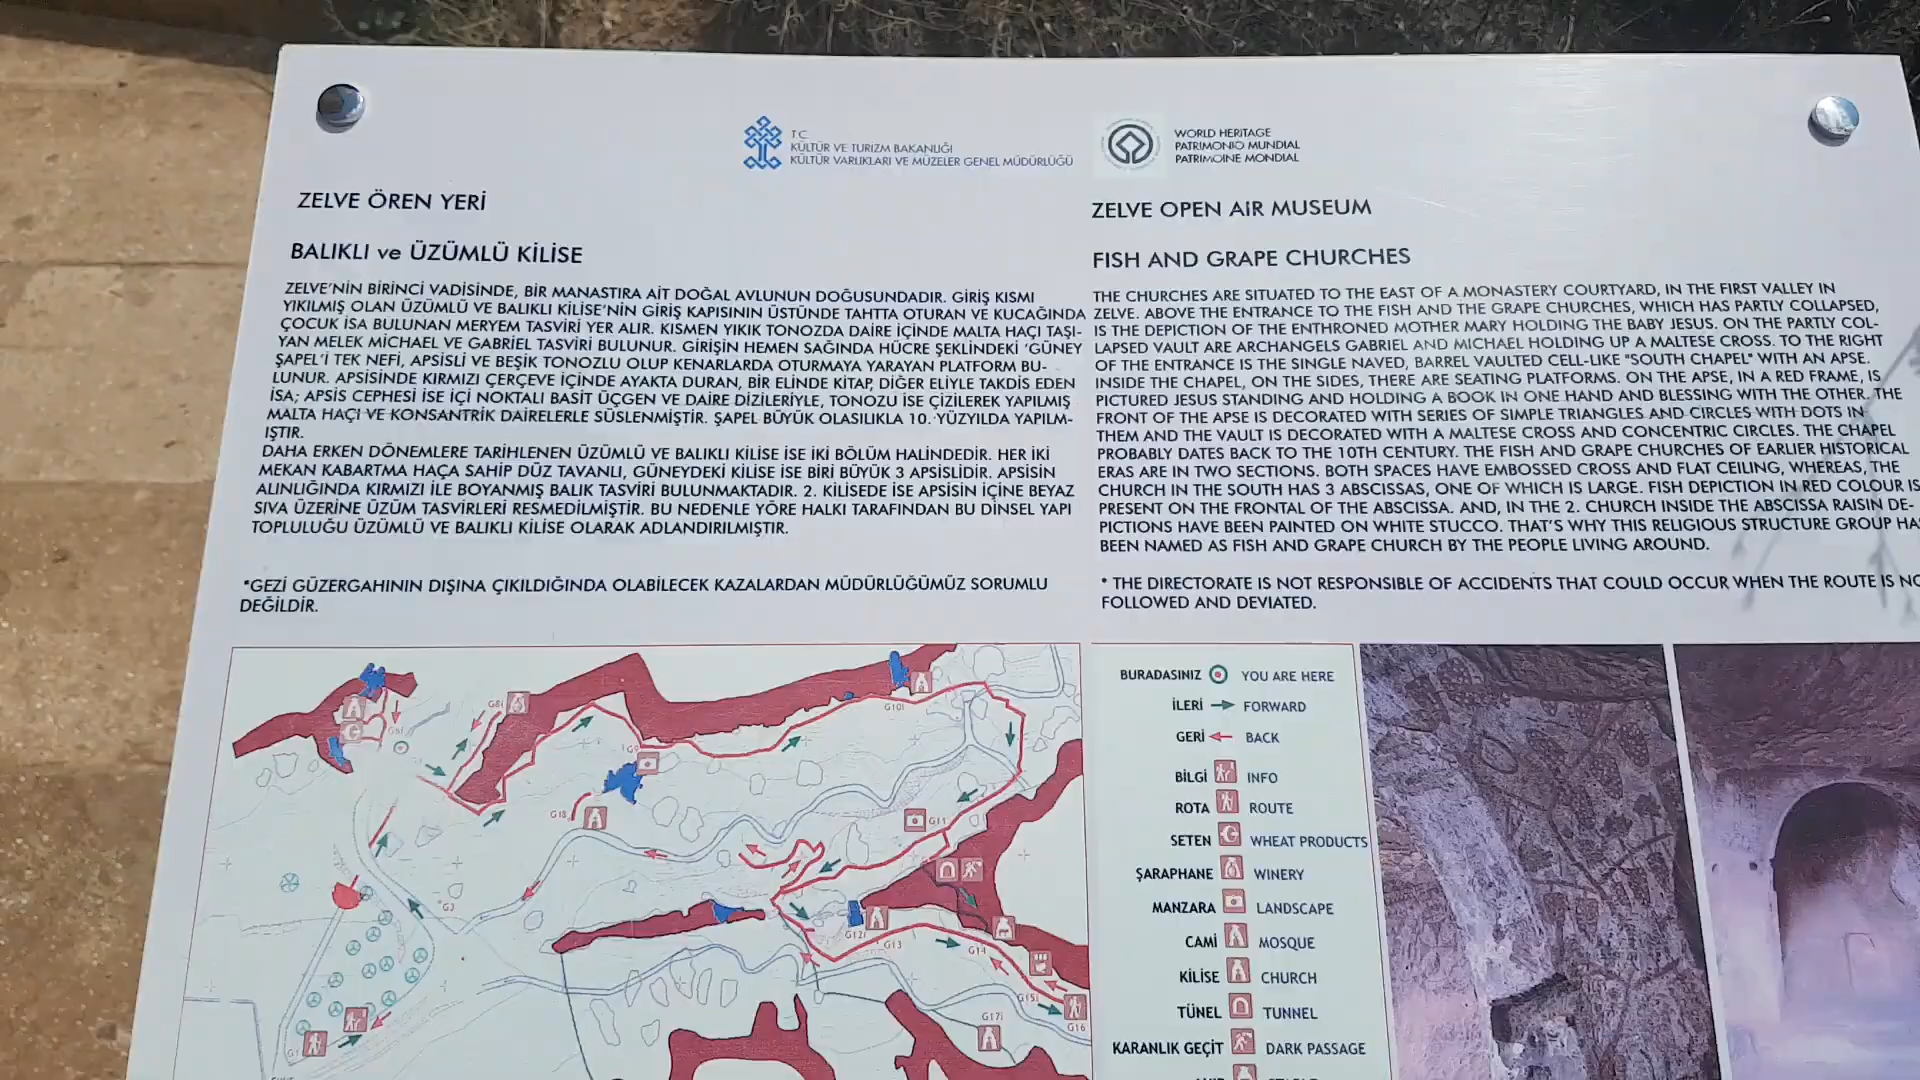 T.C.
KÜLTÜR VE TURİZM BAKANLIĞI
KÜLTÜR VARLIKLARI VE MÜZELER GENEL MÜDÜRLÜĞÜ
WORLD HERITAGE
PATRIMONIO MUNDIAL
PATRIMOINE MONDIAL
ZELVE ÖREN YERİ
BALIKLI ve ÜZÜMLÜ KİLİSE
ZELVE'NİN BİRİNCİ VADİSİNDE, BİR MANASTIRA AİT DOĞAL AVLUNUN DOĞUSUNDADIR. GİRİŞ KISMI
YIKILMIŞ OLAN ÜZÜMLÜ VE BALIKLI KİLİSE'NİN GİRİŞ KAPISININ ÜSTÜNDE TAHTTA OTURAN VE KUCAĞINDA
ÇOCUK İSA BULUNAN MERYEM TASVİRİ YER ALIR. KISMEN YIKIK TONOZDA DAİRE İÇİNDE MALTA HAÇI TAŞI-
YAN MELEK MICHAEL VE GABRİEL TASVİRİ BULUNUR. GİRİŞİN HEMEN SAĞINDA HÜCRE ŞEKLİNDEKİ 'GÜNEY
ŞAPEL'İ TEK NEFİ, APSİSLİ VE BEŞİK TONOZLU OLUP KENARLARDA OTURMAYA YARAYAN PLATFORM BU-
LUNUR. APSİSİNDE KIRMIZI ÇERÇEVE İÇİNDE AYAKTA DURAN, BİR ELİNDE KİTAP, DİĞER ELİYLE TAKDİS EDEN
İSA; APSİS CEPHESİ İSE İÇİ NOKTALI BASİT ÜÇGEN VE DAİRE DİZİLERİYLE, TONOZU İSE ÇİZİLEREK YAPILMIŞ
MALTA HAÇI VE KONSANTRİK DAİRELERLE SÜSLENMİŞTİR. ŞAPEL BÜYÜK OLASILIKLA 10. YÜZYILDA YAPILM-
IŞTIR.
DAHA ERKEN DÖNEMLERE TARİHLENEN ÜZÜMLÜ VE BALIKLI KİLİSE İSE İKİ BÖLÜM HALİNDEDİR. HER İKİ
MEKAN KABARTMA HAÇA SAHİP DÜZ TAVANLI, GÜNEYDEKİ KİLİSE İSE BİRİ BÜYÜK 3 APSİSLİDİR. APSİSİN
ALINLIĞINDA KIRMIZI İLE BOYANMIŞ BALIK TASVİRİ BULUNMAKTADIR. 2. KİLİSEDE İSE APSİSİN İÇİNE BEYAZ
SIVA ÜZERİNE ÜZÜM TASVİRLERİ RESMEDİLMİŞTİR. BU NEDENLE YÖRE HALKI TARAFINDAN BU DİNSEL YAPI
TOPLULUĞU ÜZÜMLÜ VE BALIKLI KİLİSE OLARAK ADLANDIRILMIŞTIR.
*GEZİ GÜZERGAHININ DIŞINA ÇIKILDIĞINDA OLABİLECEK KAZALARDAN MÜDÜRLÜĞÜMÜZ SORUMLU
DEĞİLDİR.
ZELVE OPEN AIR MUSEUM
FISH AND GRAPE CHURCHES
THE CHURCHES ARE SITUATED TO THE EAST OF A MONASTERY COURTYARD, IN THE FIRST VALLEY IN
ZELVE. ABOVE THE ENTRANCE TO THE FISH AND THE GRAPE CHURCHES, WHICH HAS PARTLY COLLAPSED,
IS THE DEPICTION OF THE ENTHRONED MOTHER MARY HOLDING THE BABY JESUS. ON THE PARTLY COL-
LAPSED VAULT ARE ARCHANGELS GABRIEL AND MICHAEL HOLDING UP A MALTESE CROSS. TO THE RIGHT
OF THE ENTRANCE IS THE SINGLE NAVED, BARREL VAULTED CELL-LIKE "SOUTH CHAPEL" WITH AN APSE.
INSIDE THE CHAPEL, ON THE SIDES, THERE ARE SEATING PLATFORMS. ON THE APSE, IN A RED FRAME, IS
PICTURED JESUS STANDING AND HOLDING A BOOK IN ONE HAND AND BLESSING WITH THE OTHER. THE
FRONT OF THE APSE IS DECORATED WITH SERIES OF SIMPLE TRIANGLES AND CIRCLES WITH DOTS IN
THEM AND THE VAULT IS DECORATED WITH A MALTESE CROSS AND CONCENTRIC CIRCLES. THE CHAPEL
PROBABLY DATES BACK TO THE 10TH CENTURY. THE FISH AND GRAPE CHURCHES OF EARLIER HISTORICAL
ERAS ARE IN TWO SECTIONS. BOTH SPACES HAVE EMBOSSED CROSS AND FLAT CEILING, WHEREAS, THE
CHURCH IN THE SOUTH HAS 3 ABSCISSAS, ONE OF WHICH IS LARGE. FISH DEPICTION IN RED COLOUR IS
PRESENT ON THE FRONTAL OF THE ABSCISSA. AND, IN THE 2. CHURCH INSIDE THE ABSCISSA RAISIN DE-
PICTIONS HAVE BEEN PAINTED ON WHITE STUCCO. THAT'S WHY THIS RELIGIOUS STRUCTURE GROUP HAS
BEEN NAMED AS FISH AND GRAPE CHURCH BY THE PEOPLE LIVING AROUND.
* THE DIRECTORATE IS NOT RESPONSIBLE OF ACCIDENTS THAT COULD OCCUR WHEN THE ROUTE IS NO
FOLLOWED AND DEVIATED.
G10
G11
G3
G12
G13
G14
G15
G16
G17
BURADASINIZ YOU ARE HERE
İLERİ FORWARD
GERİ BACK
BİLGİ INFO
ROTA ROUTE
SETEN WHEAT PRODUCTS
ŞARAPHANE WINERY
MANZARA LANDSCAPE
CAMİ MOSQUE
KİLİSE CHURCH
TÜNEL TUNNEL
KARANLIK GEÇİT DARK PASSAGE